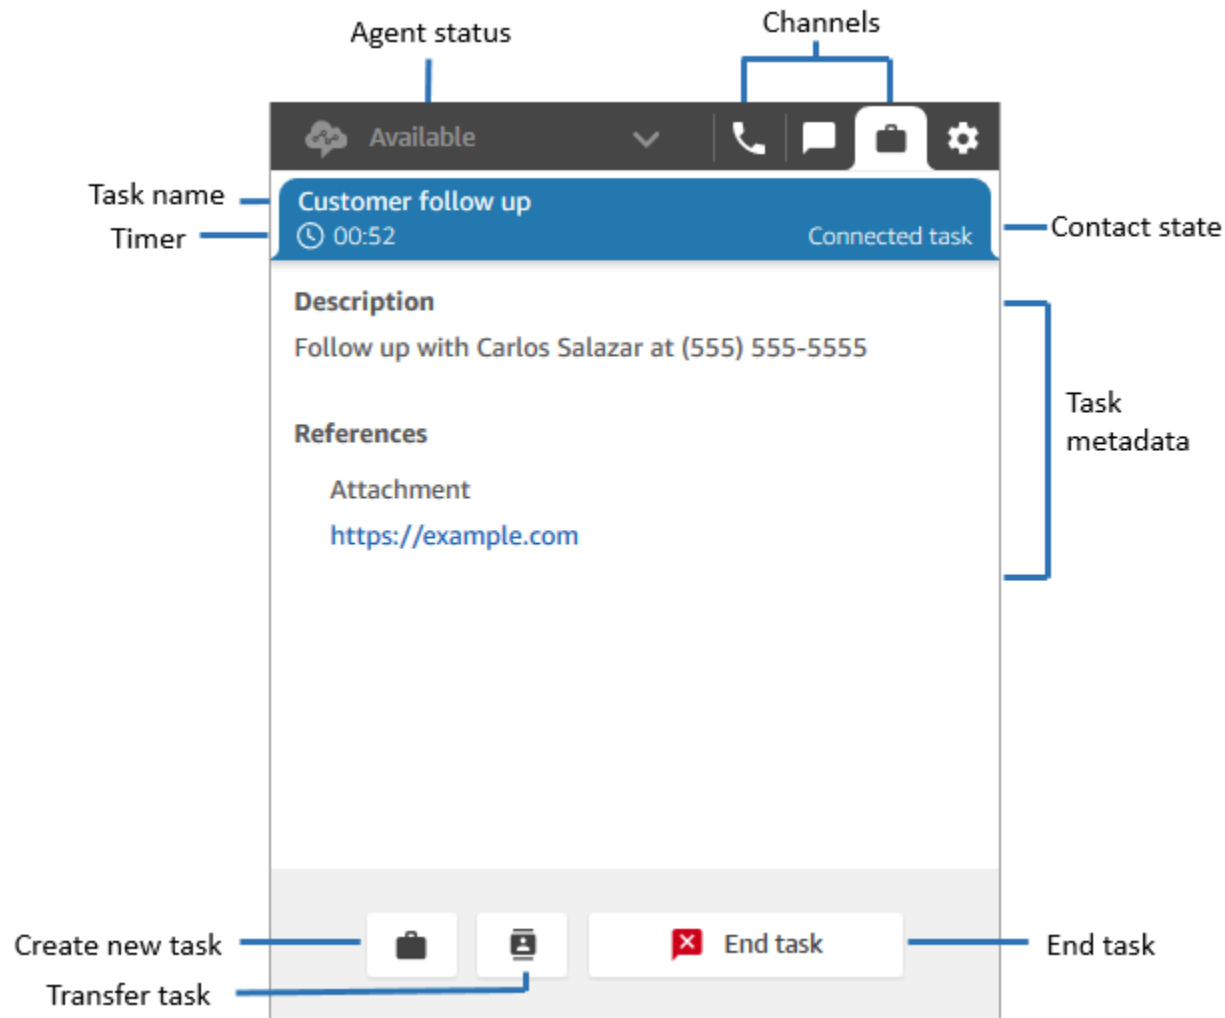 Agent status
Channels
Available
Task name
Customer follow up
Timer
00:52
Connected task
Contact state
Description
Follow up with Carlos Salazar at (555) 555-5555
Task
metadata
References
Attachment
https://example.com
Create new task
End task
End task
Transfer task